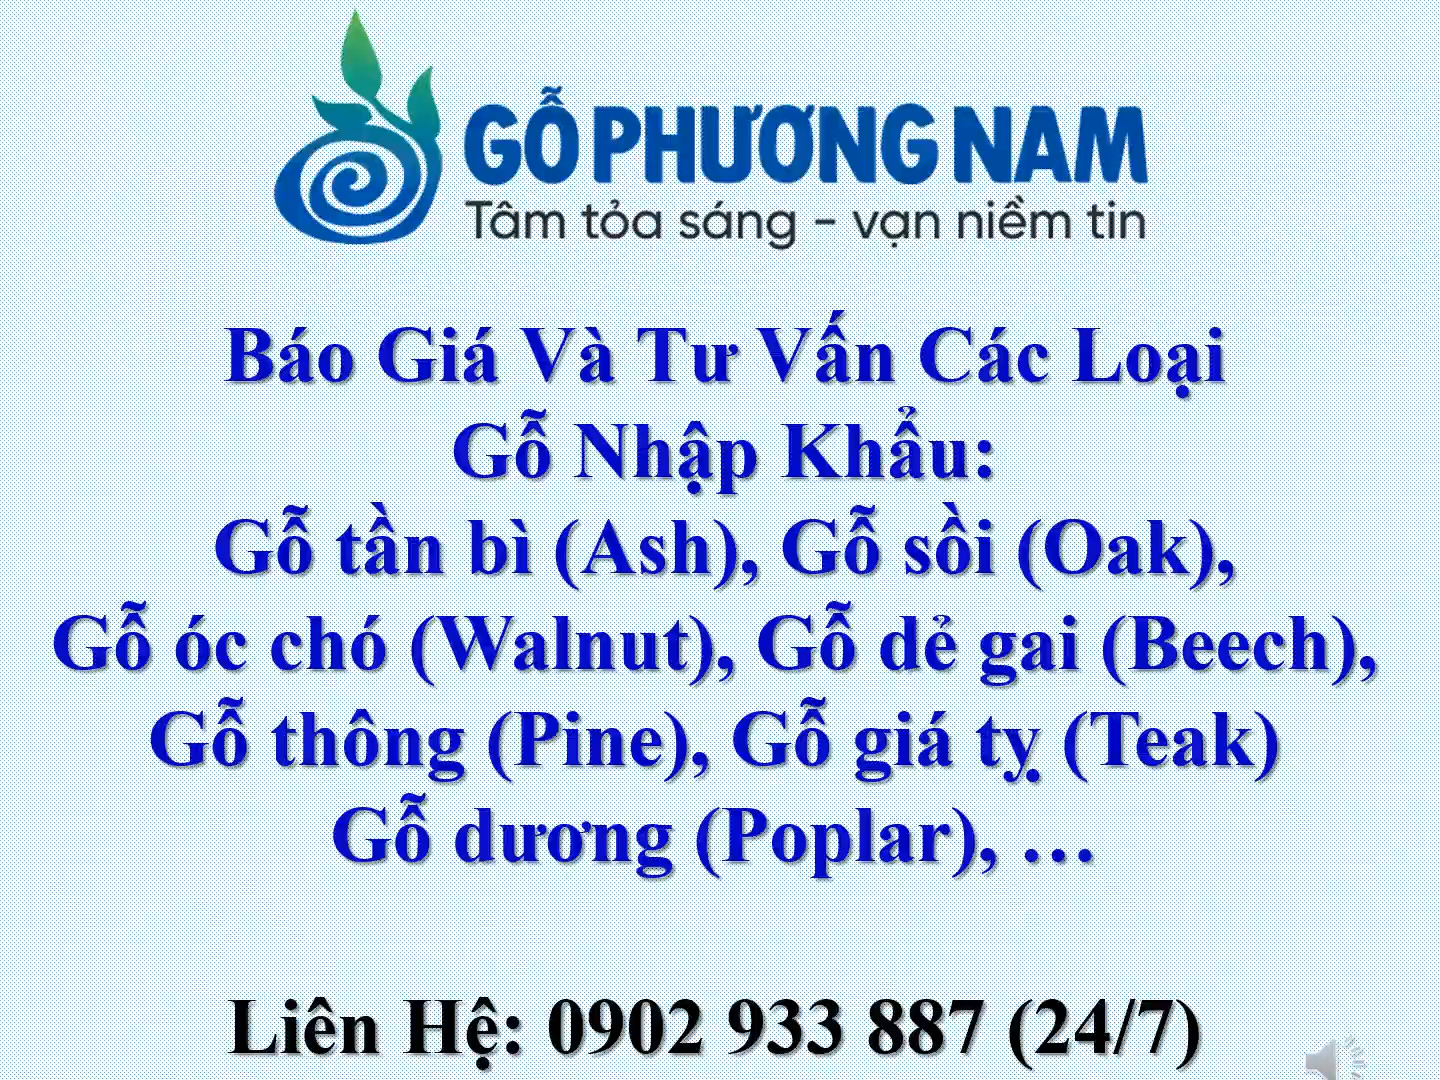 GỖ PHƯƠNG NAM
Tâm tỏa sáng - vạn niềm tin
Báo Giá Và Tư Vấn Các Loại
Gỗ Nhập Khẩu:
Gỗ tần bì (Ash), Gỗ sồi (Oak),
Gỗ óc chó (Walnut), Gỗ dẻ gai (Beech),
Gỗ thông (Pine), Gỗ giá tỵ (Teak)
Gỗ dương (Poplar), …
Liên Hệ: 0902 933 887 (24/7)